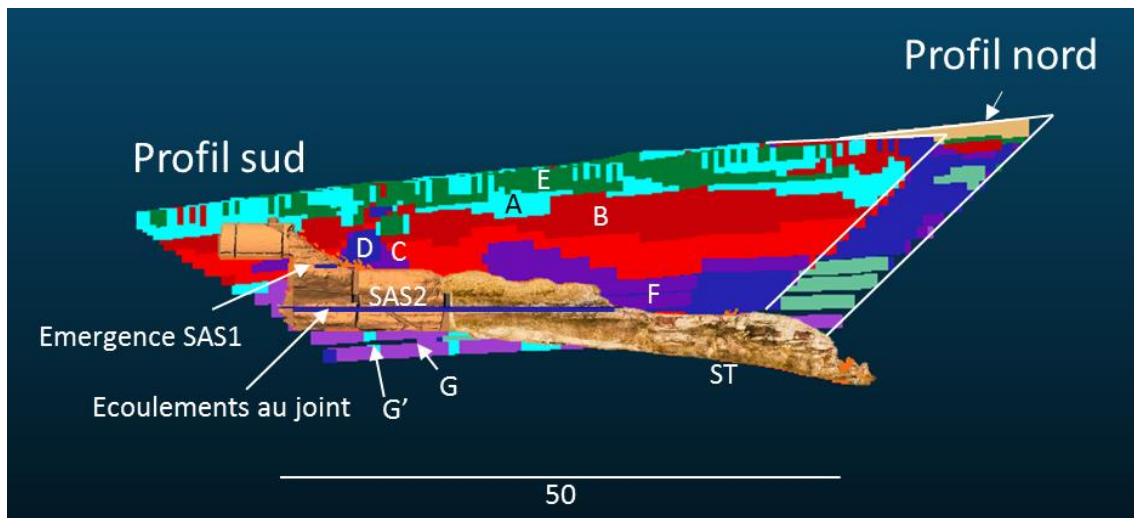 Profil nord
Profil sud
E
A
B
D
C
SAS2
F
Emergence SAS1
ST
G
Ecoulements au joint
G’
50